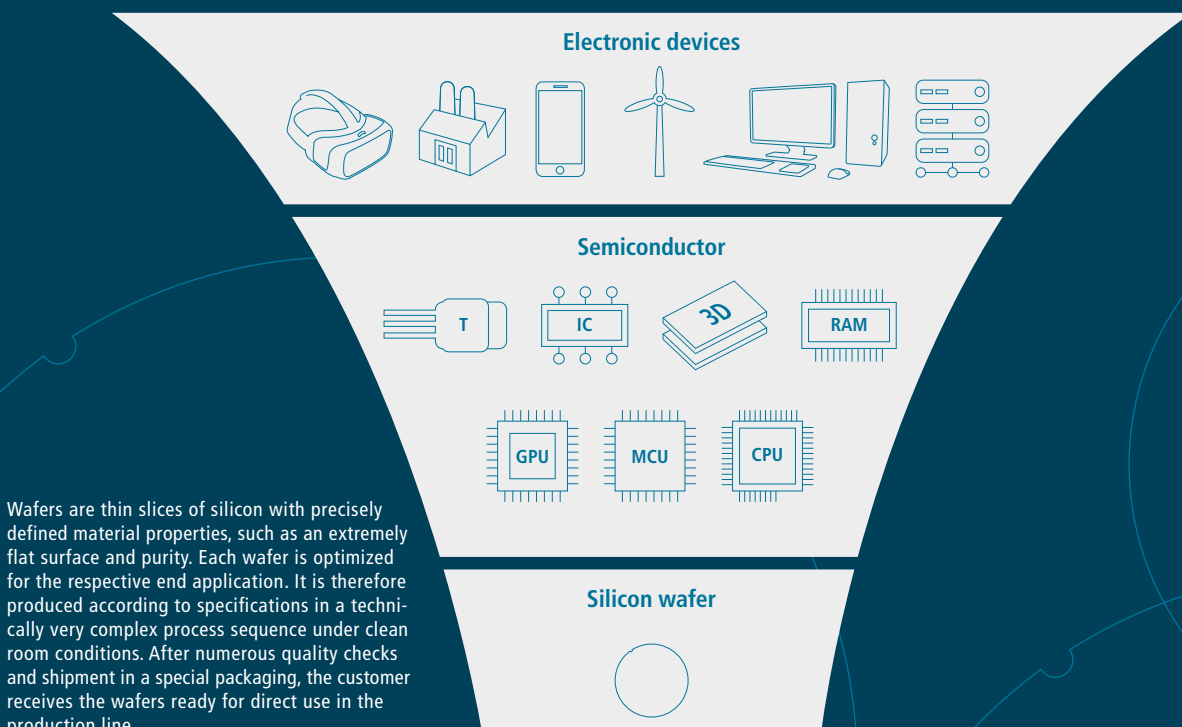 Electronic devices
Semiconductor
T
IC
3D
RAM
GPU
MCU
CPU
Wafers are thin slices of silicon with precisely
defined material properties, such as an extremely
flat surface and purity. Each wafer is optimized
for the respective end application. It is therefore
produced according to specifications in a techni-
cally very complex process sequence under clean
room conditions. After numerous quality checks
and shipment in a special packaging, the customer
receives the wafers ready for direct use in the
production line.
Silicon wafer